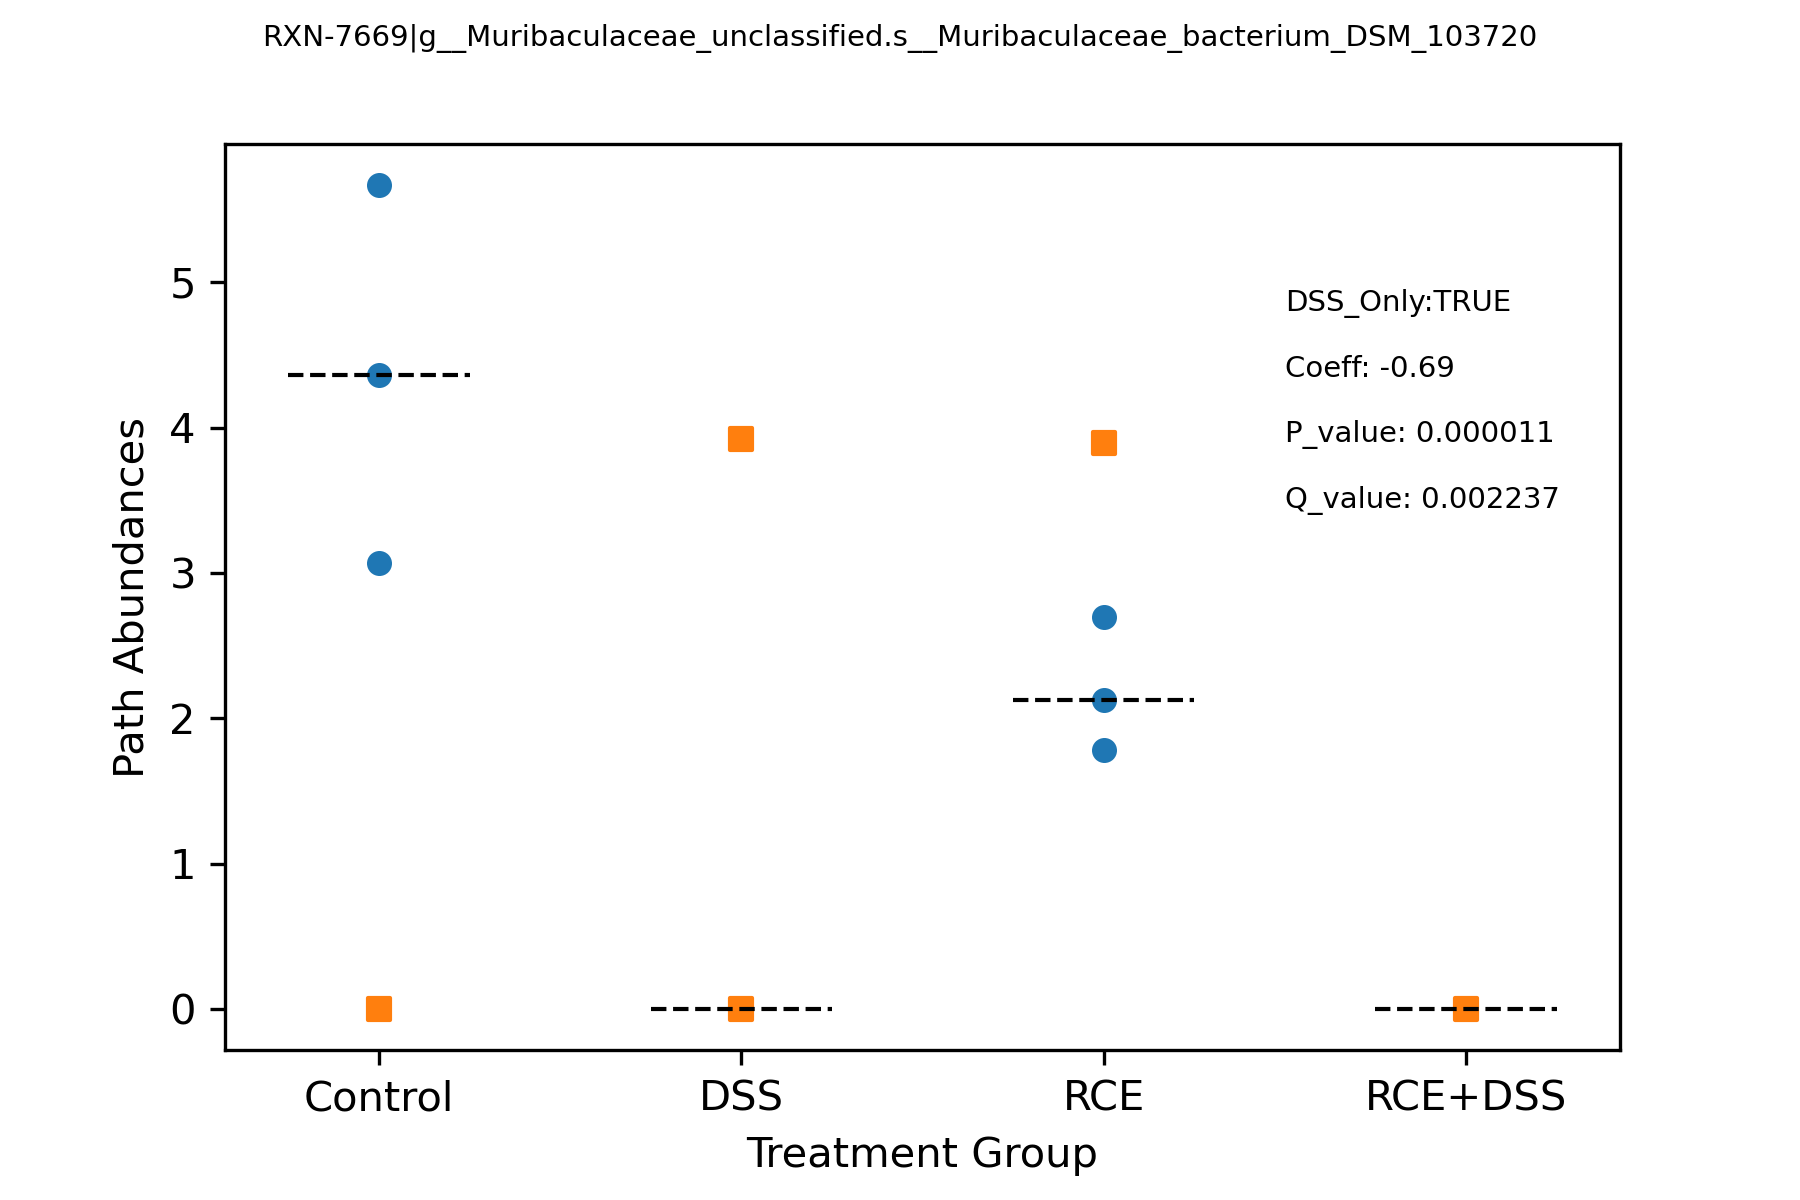 RXN-7669|g__Muribaculaceae_unclassified.s__Muribaculaceae_bacterium_DSM_103720
5
4
3
2
1
0
Path Abundances
DSS_Only:TRUE
Coeff: -0.69
P_value: 0.000011
Q_value: 0.002237
Control DSS RCE RCE+DSS
Treatment Group